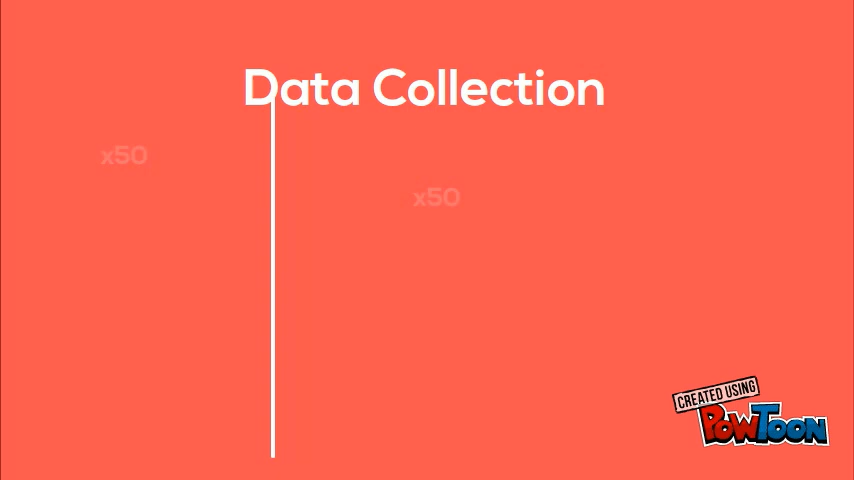 Data Collection
x50
x50
CREATED USING
POWTOON